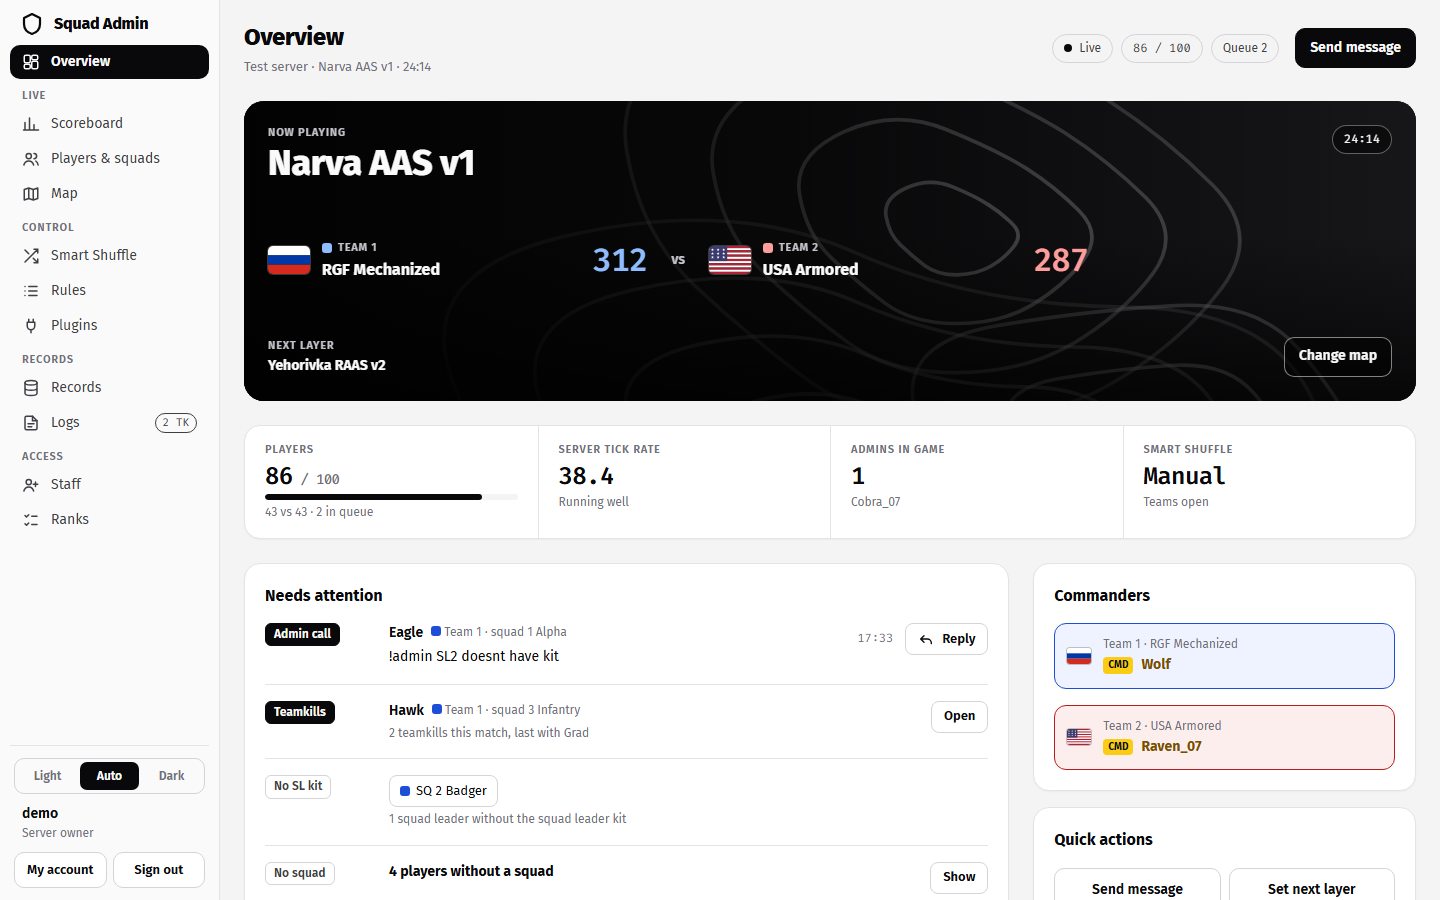 Squad Admin
Overview
LIVE
Scoreboard
Players & squads
Map
CONTROL
Smart Shuffle
Rules
Plugins
RECORDS
Records
Logs 2 TK
ACCESS
Staff
Ranks
Light Auto Dark
demo
Server owner
My account Sign out
Overview
Test server · Narva AAS v1 · 24:14
Live 86 / 100 Queue 2 Send message
NOW PLAYING
Narva AAS v1
24:14
TEAM 1
RGF Mechanized
312
VS
TEAM 2
USA Armored
287
NEXT LAYER
Yehorivka RAAS v2
Change map
PLAYERS
86 / 100
43 vs 43 · 2 in queue
SERVER TICK RATE
38.4
Running well
ADMINS IN GAME
1
Cobra_07
SMART SHUFFLE
Manual
Teams open
Needs attention
Admin call Eagle Team 1 · squad 1 Alpha 17:33 Reply
!admin SL2 doesnt have kit
Teamkills Hawk Team 1 · squad 3 Infantry Open
2 teamkills this match, last with Grad
No SL kit SQ 2 Badger
1 squad leader without the squad leader kit
No squad 4 players without a squad Show
Commanders
Team 1 · RGF Mechanized
CMD Wolf
Team 2 · USA Armored
CMD Raven_07
Quick actions
Send message Set next layer